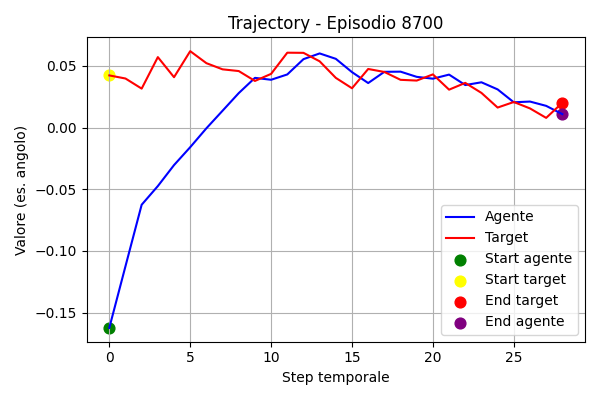 Trajectory - Episodio 8700
Valore (es. angolo)
0.05
0.00
−0.05
−0.10
−0.15
0 5 10 15 20 25
Step temporale
Agente
Target
Start agente
Start target
End target
End agente